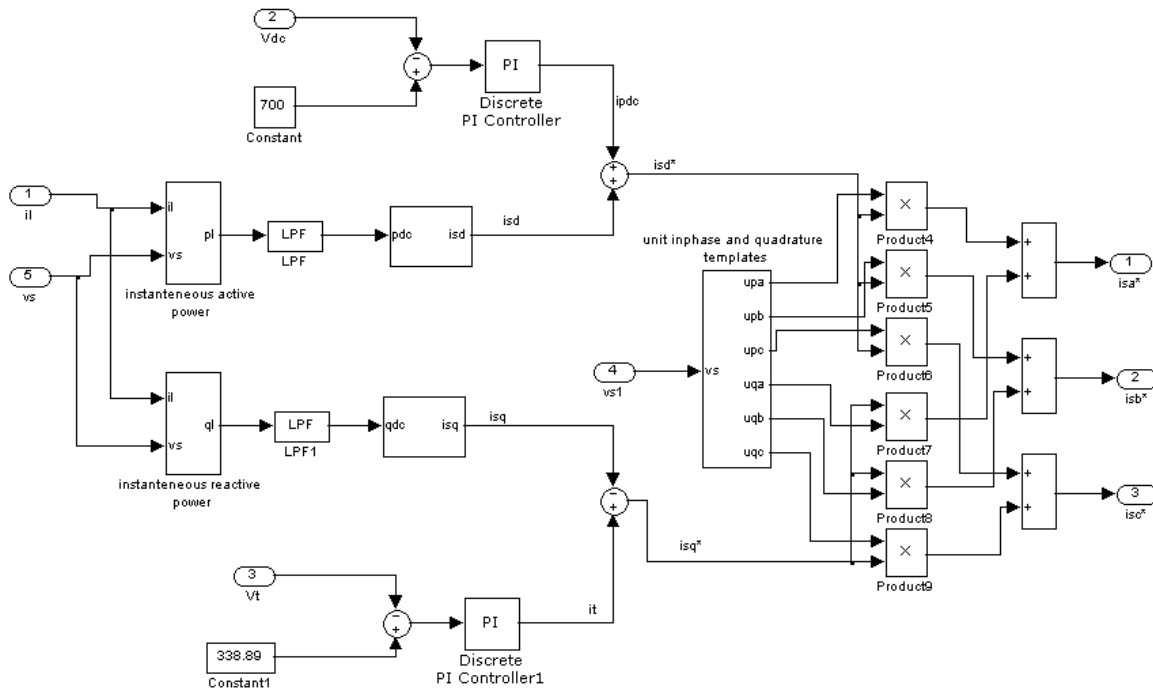 2
Vdc
PI
700
Constant
Discrete
PI Controller
ipdc
isd*
1
il
il
pl
vs
LPF
LPF
pdc
isd
isd
5
vs
instanteneous active
power
unit inphase and quadrature
templates
upa
upb
upc
uqa
uqb
uqc
vs
4
vs1
Product4
Product5
Product6
Product7
Product8
Product9
1
isa*
2
isb*
3
isc*
il
ql
vs
LPF
LPF1
qdc
isq
isq
instanteneous reactive
power
isq*
3
Vt
PI
it
338.89
Constant1
Discrete
PI Controller1